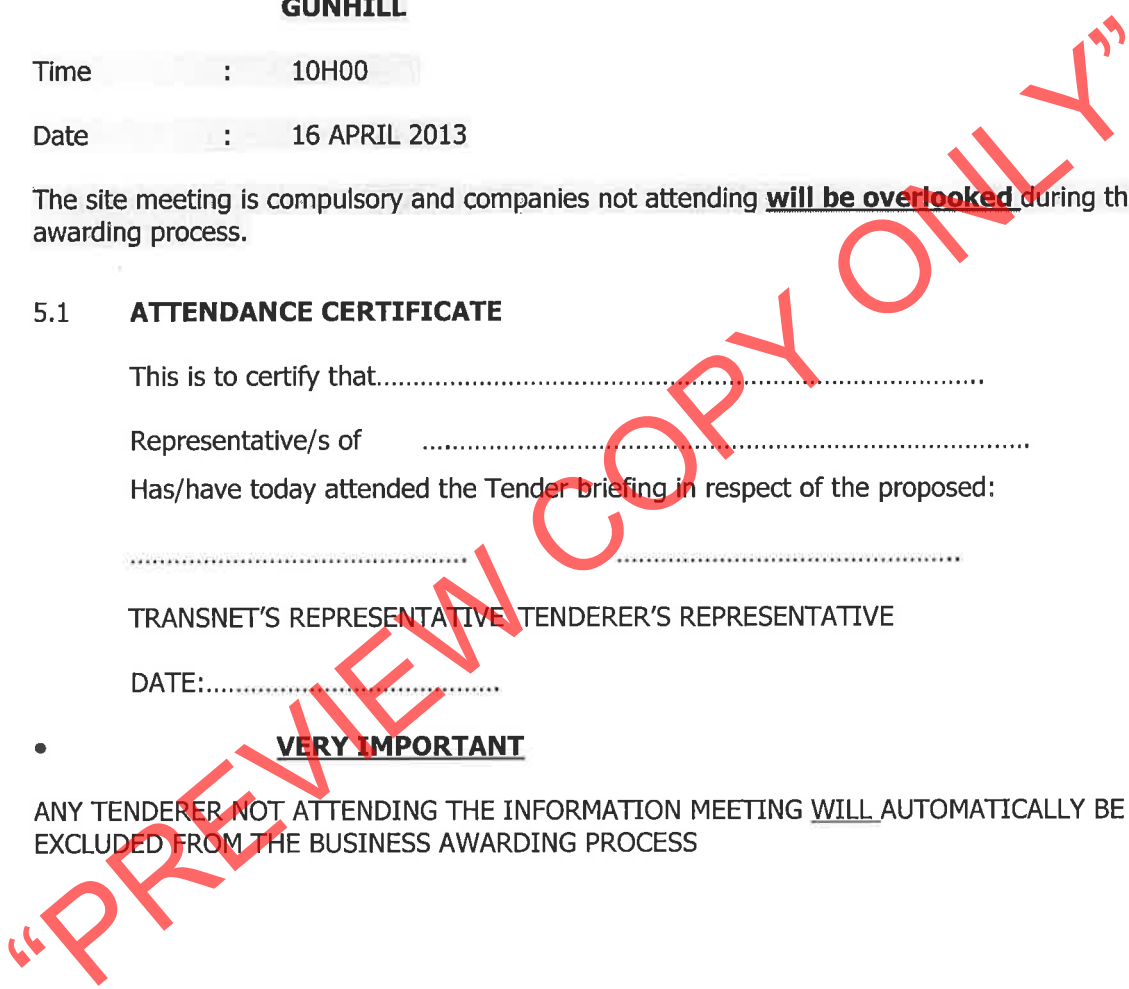 GUNHILL
Time : 10H00
Date : 16 APRIL 2013
The site meeting is compulsory and companies not attending will be overlooked during th
awarding process.
5.1 ATTENDANCE CERTIFICATE
This is to certify that....................................................................................
Representative/s of ....................................................................................
Has/have today attended the Tender briefing in respect of the proposed:
.............................................. ...............................................
TRANSNET'S REPRESENTATIVE TENDERER'S REPRESENTATIVE
DATE:........................................
• VERY IMPORTANT
ANY TENDERER NOT ATTENDING THE INFORMATION MEETING WILL AUTOMATICALLY BE
EXCLUDED FROM THE BUSINESS AWARDING PROCESS
“PREVIEW COPY ONLY”